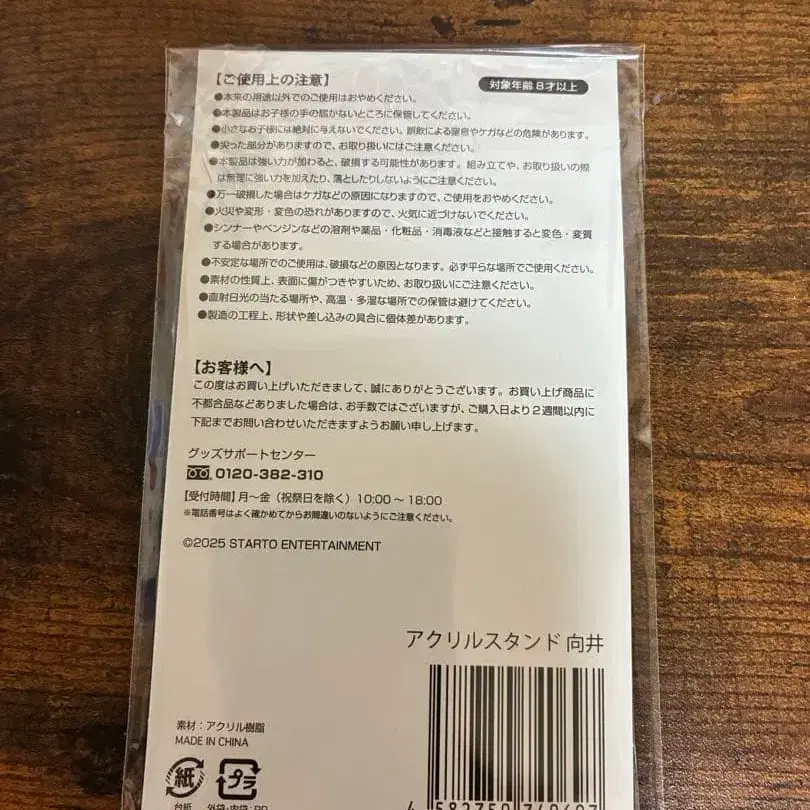 【ご使用上の注意】
対象年齢8才以上
●本来の用途以外でのご使用はおやめください。
●本製品はお子様の手の届かないところに保管してください。
●小さなお子様には絶対に与えないでください。誤飲による窒息やケガなどの危険があります。
●尖った部分がありますので、お取り扱いにはご注意ください。
●本製品は強い力が加わると、破損する可能性があります。組み立てや、お取り扱いの際
は無理に強い力を加えたり、落としたりしないようにご注意ください。
●万一破損した場合はケガなどの原因になりますので、ご使用をおやめください。
●火災や変形・変色の恐れがありますので、火気に近づけないでください。
●シンナーやベンジンなどの溶剤や薬品・化粧品・消毒液などと接触すると変色・変質
する場合があります。
●不安定な場所でのご使用は、破損などの原因となります。必ず平らな場所でご使用ください。
●素材の性質上、表面に傷がつきやすいため、お取り扱いにご注意ください。
●直射日光の当たる場所や、高温・多湿な場所での保管は避けてください。
●製造の工程上、形状や差し込みの具合に個体差があります。
【お客様へ】
この度はお買い上げいただきまして、誠にありがとうございます。お買い上げ商品に
不都合品などありました場合は、お手数ではございますが、ご購入日より2週間以内に
下記までお問い合わせいただきますようお願い申し上げます。
グッズサポートセンター
0120-382-310
【受付時間】月～金（祝祭日を除く）10:00～18:00
※電話番号はよく確かめてからお間違いのないようにご注意ください。
©2025 STARTO ENTERTAINMENT
アクリルスタンド 向井
素材：アクリル樹脂
MADE IN CHINA
紙
プラ
台紙
外袋・内袋：PP